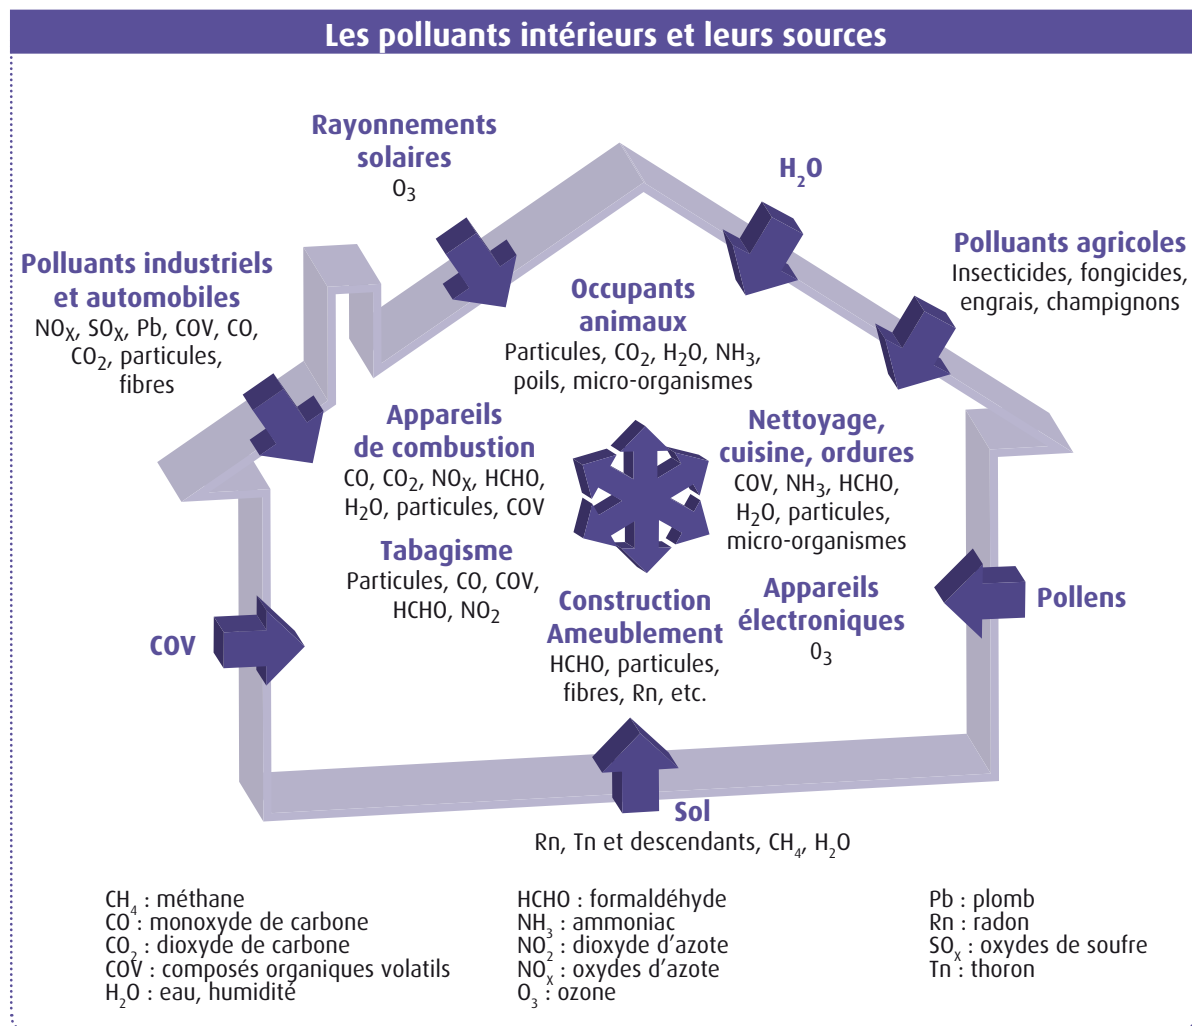 Les polluants intérieurs et leurs sources
Rayonnements
solaires
O₃
H₂O
Polluants industriels
et automobiles
NOₓ, SOₓ, Pb, COV, CO,
CO₂, particules,
fibres
Polluants agricoles
Insecticides, fongicides,
engrais, champignons
Occupants
animaux
Particules, CO₂, H₂O, NH₃,
poils, micro-organismes
Appareils
de combustion
CO, CO₂, NOₓ, HCHO,
H₂O, particules, COV
Nettoyage,
cuisine, ordures
COV, NH₃, HCHO,
H₂O, particules,
micro-organismes
Tabagisme
Particules, CO, COV,
HCHO, NO₂
Construction
Ameublement
HCHO, particules,
fibres, Rn, etc.
Appareils
électroniques
O₃
COV
Pollens
Sol
Rn, Tn et descendants, CH₄, H₂O
CH₄ : méthane
CO : monoxyde de carbone
CO₂ : dioxyde de carbone
COV : composés organiques volatils
H₂O : eau, humidité
HCHO : formaldéhyde
NH₃ : ammoniac
NO₂ : dioxyde d'azote
NOₓ : oxydes d'azote
O₃ : ozone
Pb : plomb
Rn : radon
SOₓ : oxydes de soufre
Tn : thoron